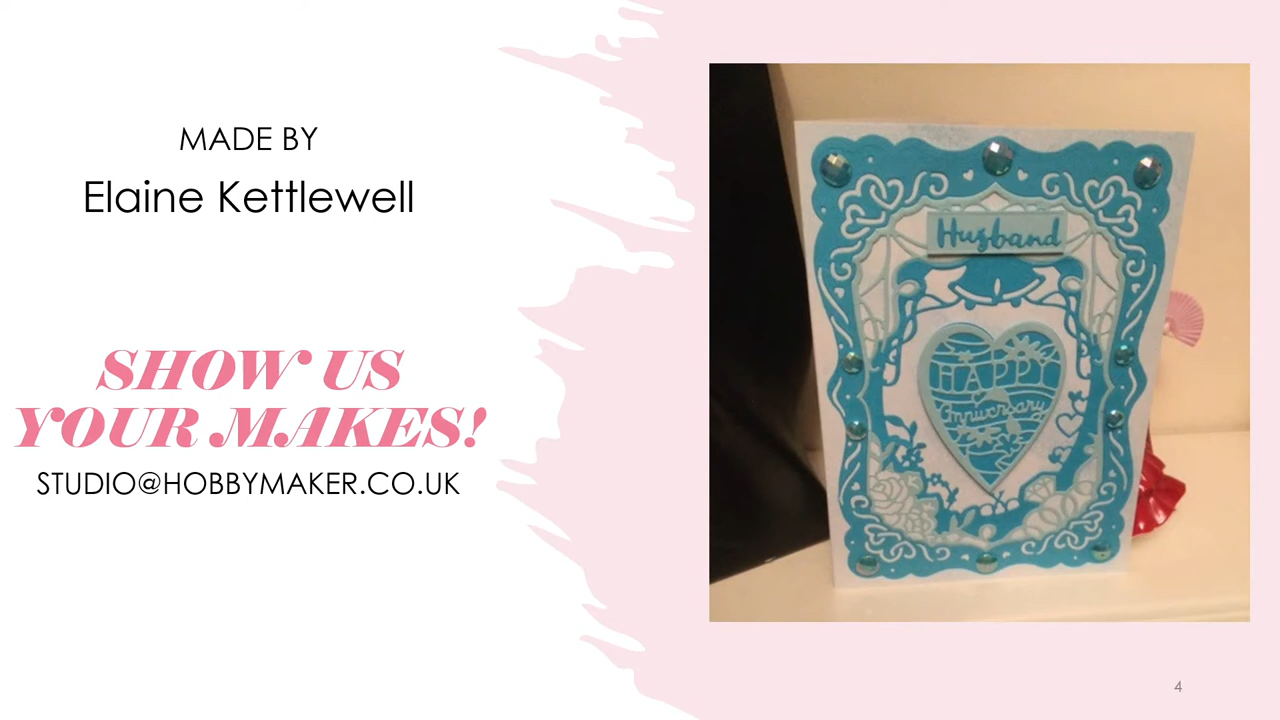 MADE BY
Elaine Kettlewell
SHOW US
YOUR MAKES!
STUDIO@HOBBYMAKER.CO.UK
Husband
HAPPY
Anniversary
4